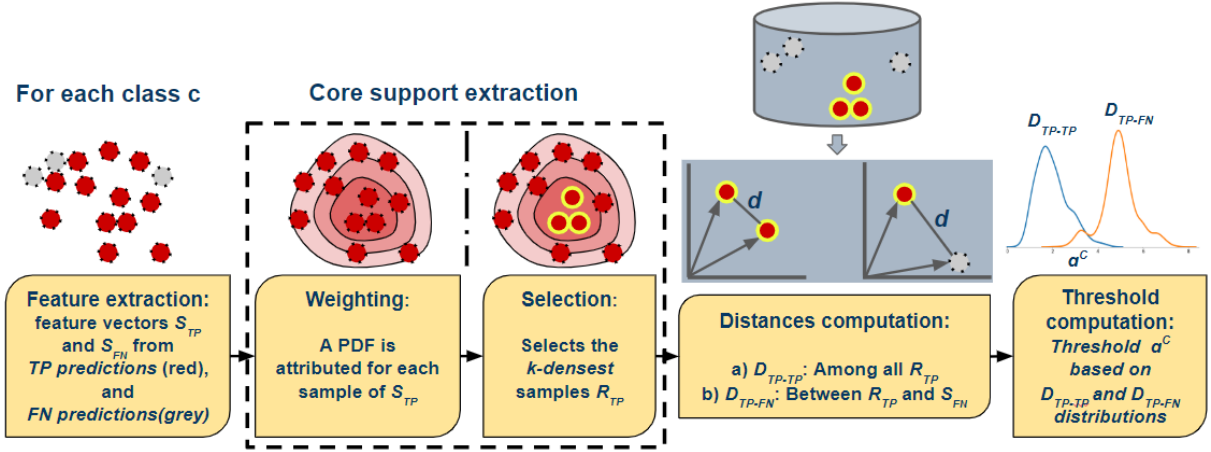 For each class c
Core support extraction
D_TP-TP
D_TP-FN
d
d
α^C
Feature extraction:
feature vectors S_TP
and S_FN from
TP predictions (red),
and
FN predictions(grey)
Weighting:
A PDF is
attributed for each
sample of S_TP
Selection:
Selects the
k-densest
samples R_TP
Distances computation:
a) D_TP-TP: Among all R_TP
b) D_TP-FN: Between R_TP and S_FN
Threshold
computation:
Threshold α^C
based on
D_TP-TP and D_TP-FN
distributions